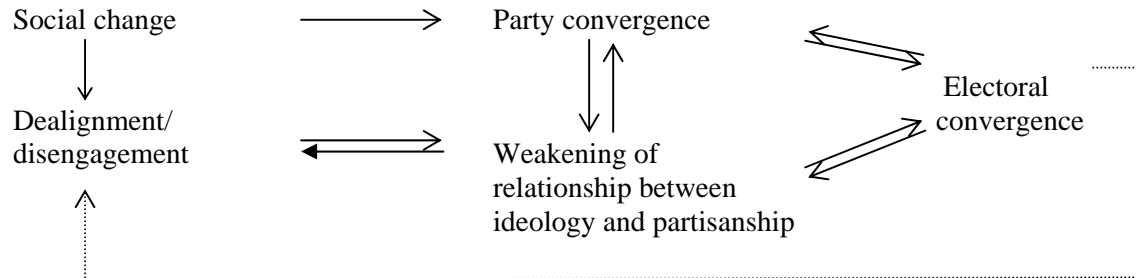 Social change
Party convergence
Electoral
convergence
Dealignment/
disengagement
Weakening of
relationship between
ideology and partisanship